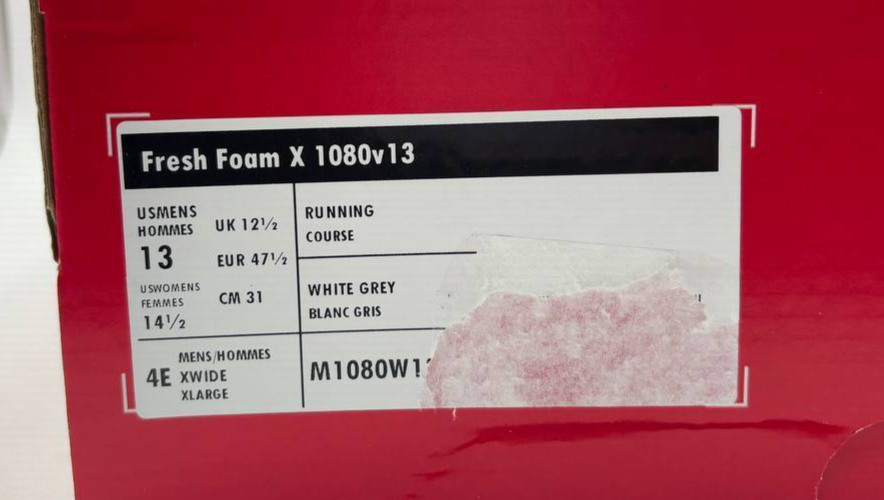 Fresh Foam X 1080v13
USMENS
HOMMES
13
UK 12½
EUR 47½
USWOMENS
FEMMES
14½
CM 31
RUNNING
COURSE
WHITE GREY
BLANC GRIS
4E
MENS/HOMMES
XWIDE
XLARGE
M1080W1